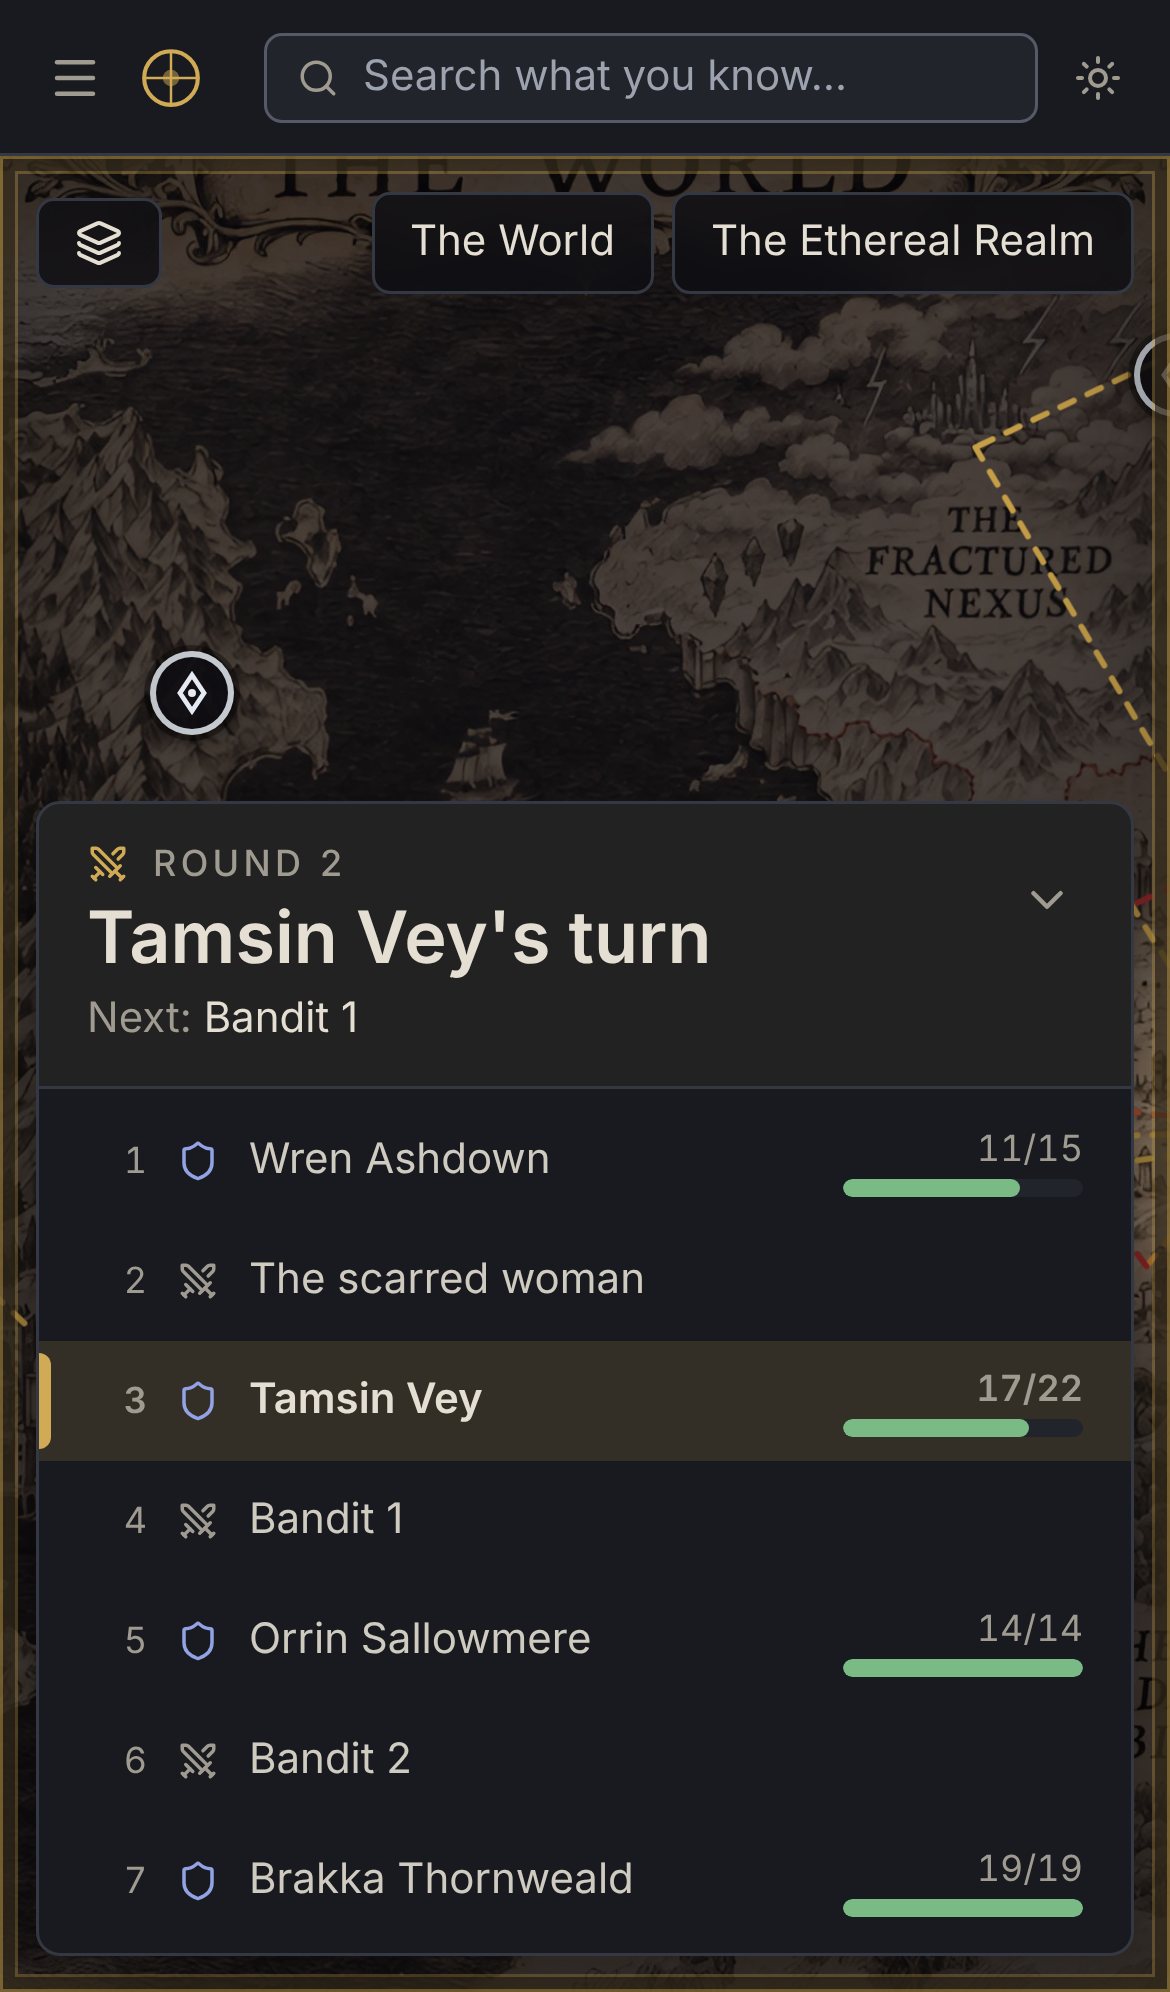 Search what you know...
THE WORLD
The World
The Ethereal Realm
THE
FRACTURED
NEXUS
ROUND 2
Tamsin Vey's turn
Next: Bandit 1
1 Wren Ashdown 11/15
2 The scarred woman
3 Tamsin Vey 17/22
4 Bandit 1
5 Orrin Sallowmere 14/14
6 Bandit 2
7 Brakka Thornweald 19/19